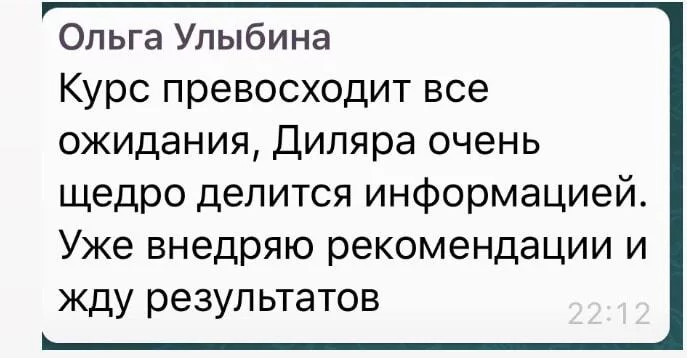 Ольга Улыбина
Курс превосходит все
ожидания, Диляра очень
щедро делится информацией.
Уже внедряю рекомендации и
жду результатов
22:12